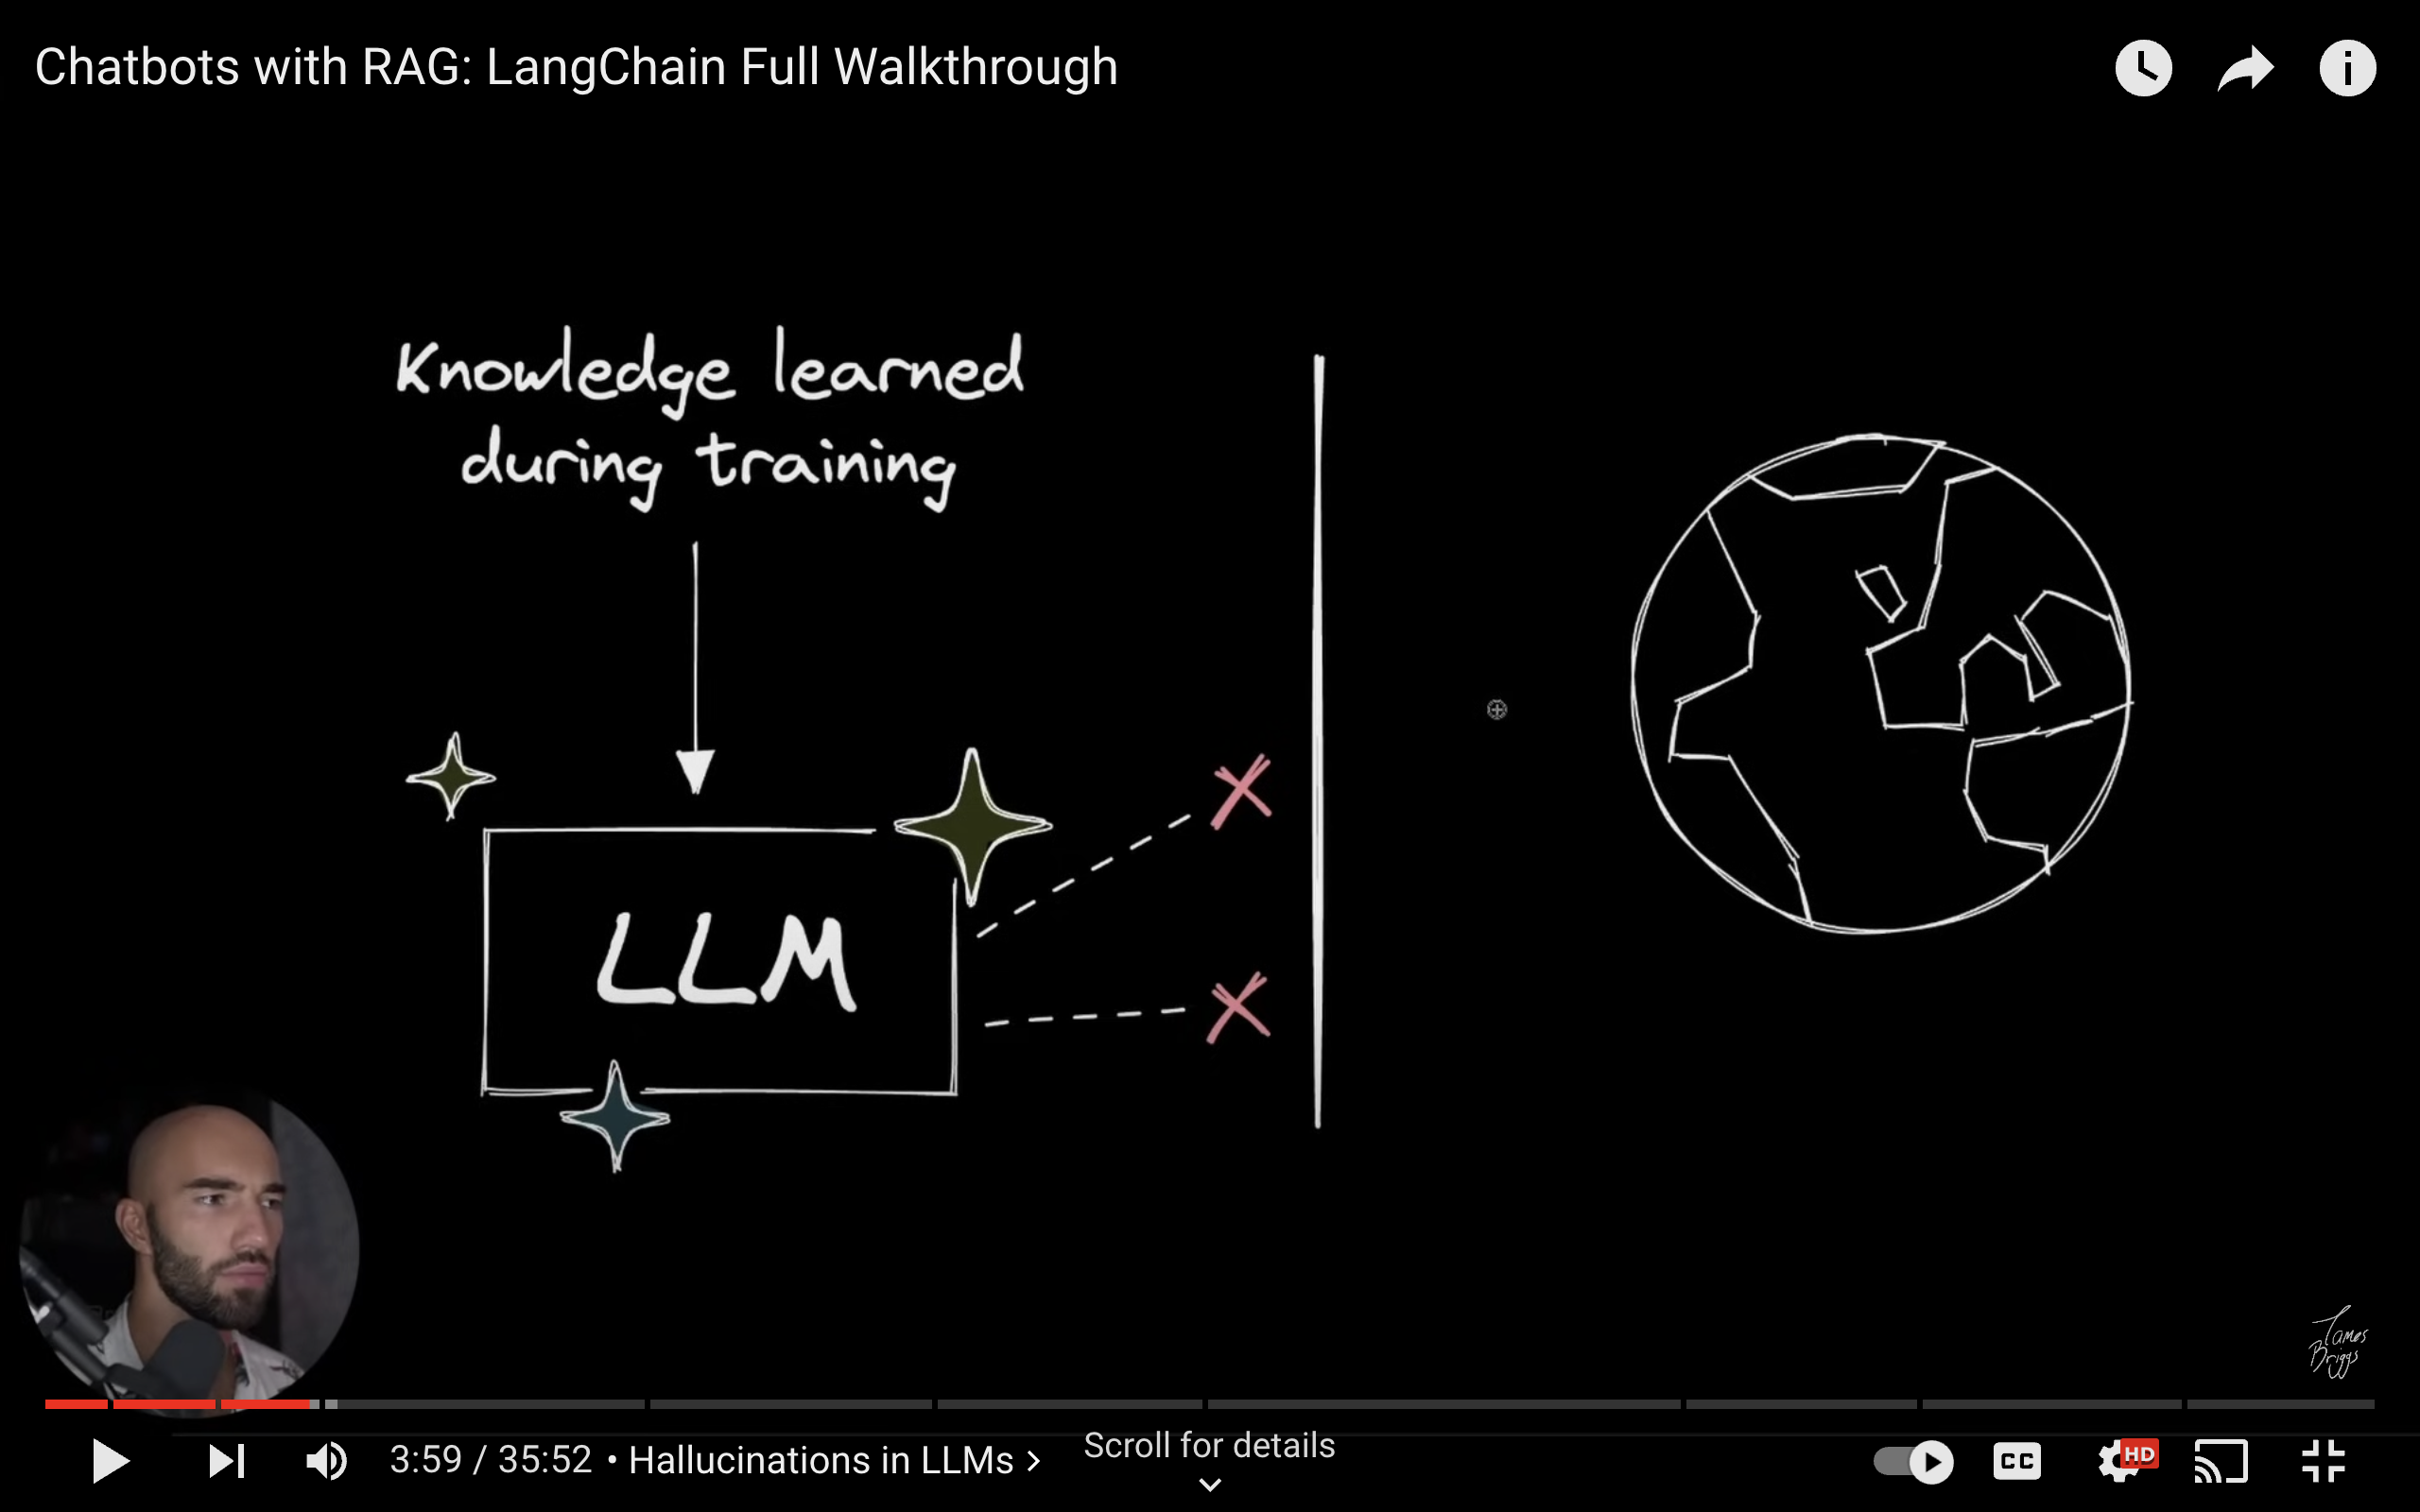 Chatbots with RAG: LangChain Full Walkthrough
Knowledge learned
during training
LLM
James
Briggs
3:59 / 35:52 • Hallucinations in LLMs >
Scroll for details
CC
HD